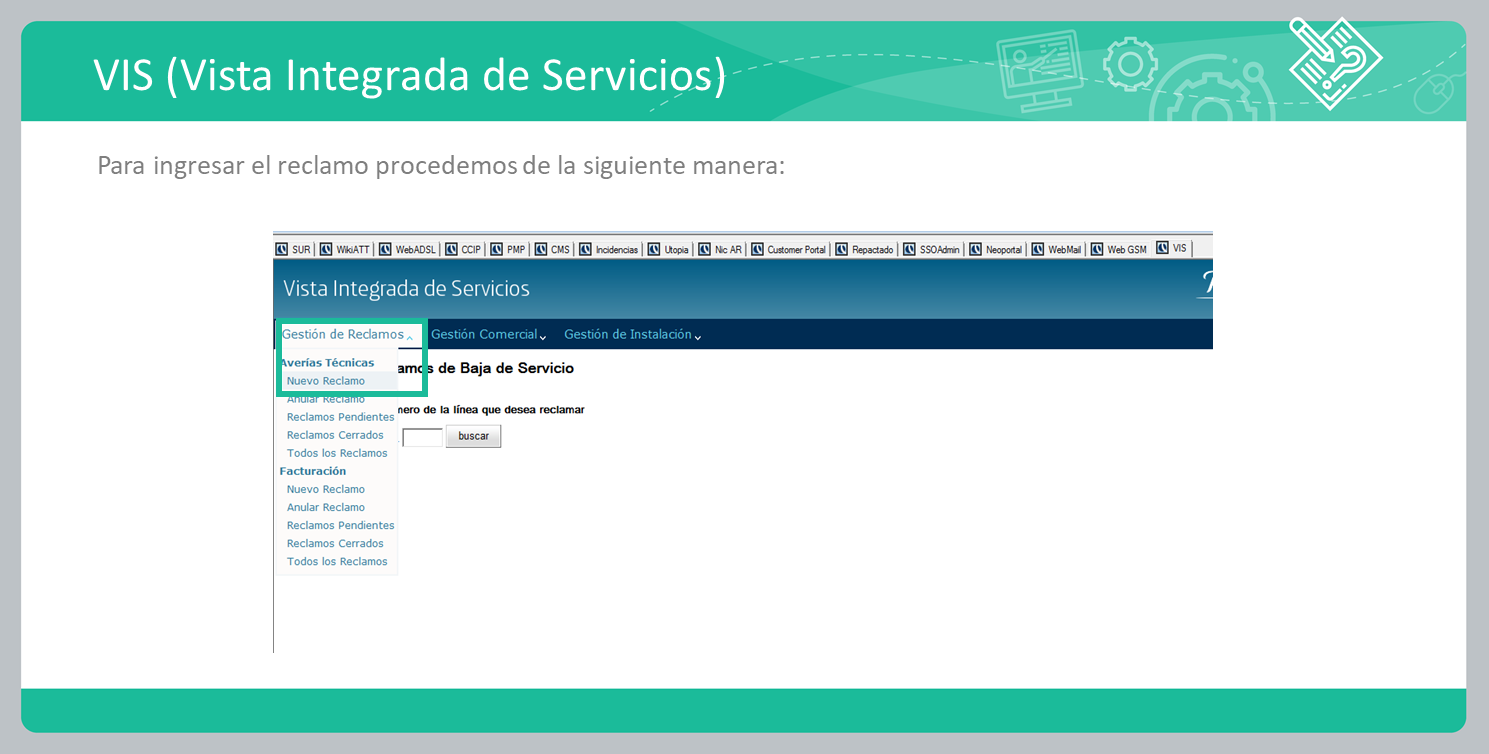 VIS (Vista Integrada de Servicios)
Para ingresar el reclamo procedemos de la siguiente manera:
SUR WikiATT WebADSL CCIP PMP CMS Incidencias Utopia Nic AR Customer Portal Repactado SSOAdmin Neoportal WebMail Web GSM VIS
Vista Integrada de Servicios
Gestión de Reclamos Gestión Comercial Gestión de Instalación
Averías Técnicas
de Baja de Servicio
Nuevo Reclamo
Anular Reclamo
de la línea que desea reclamar
Reclamos Pendientes
Reclamos Cerrados
buscar
Todos los Reclamos
Facturación
Nuevo Reclamo
Anular Reclamo
Reclamos Pendientes
Reclamos Cerrados
Todos los Reclamos